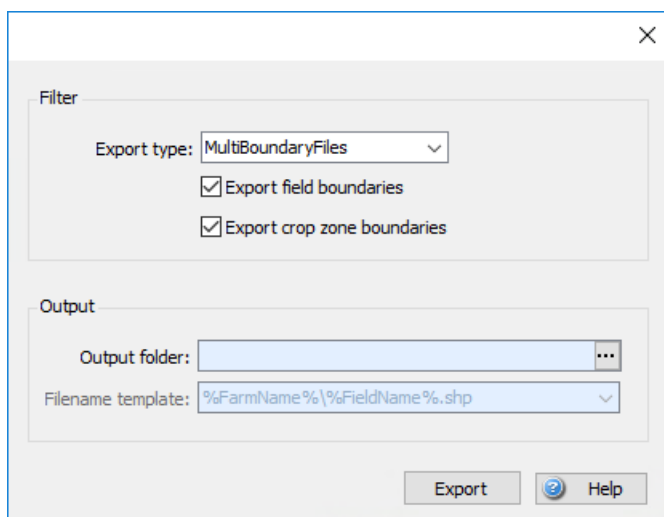 Filter
Export type: MultiBoundaryFiles
Export field boundaries
Export crop zone boundaries
Output
Output folder: ...
Filename template: %FarmName%\%FieldName%.shp
Export Help